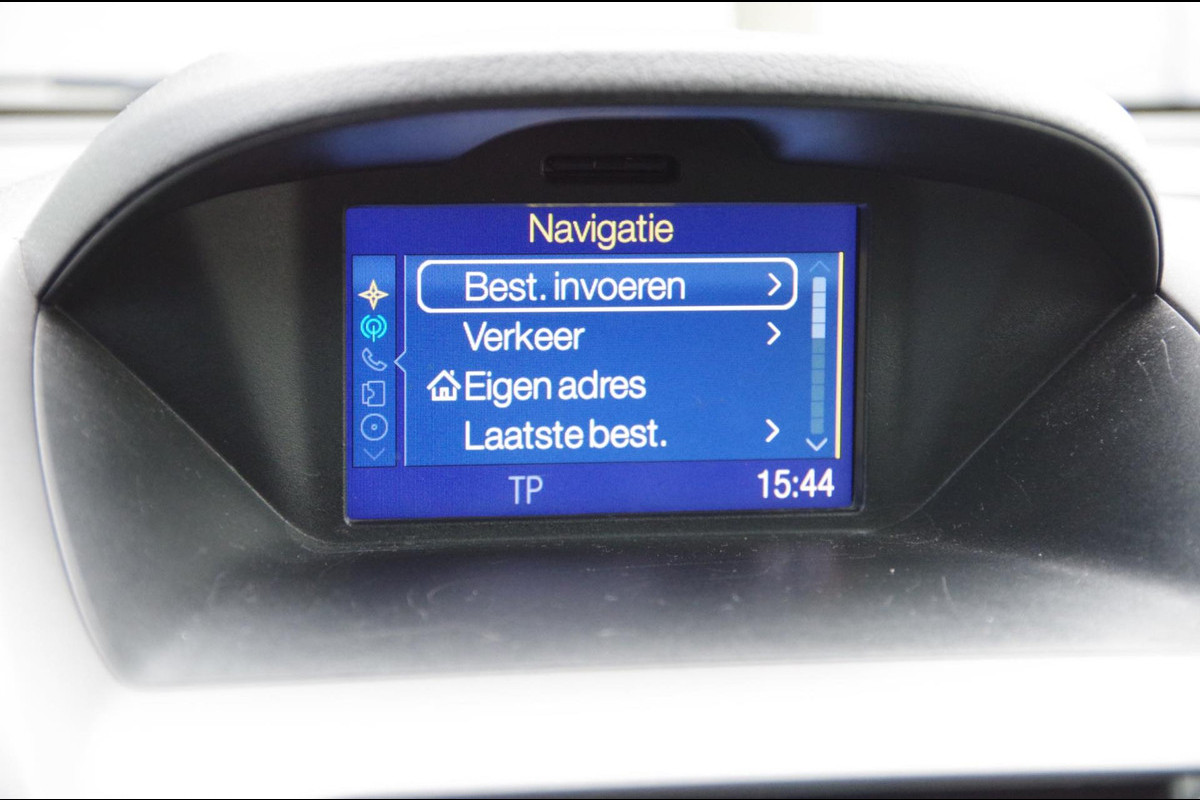 Navigatie
Best. invoeren
Verkeer
Eigen adres
Laatste best.
TP 15:44